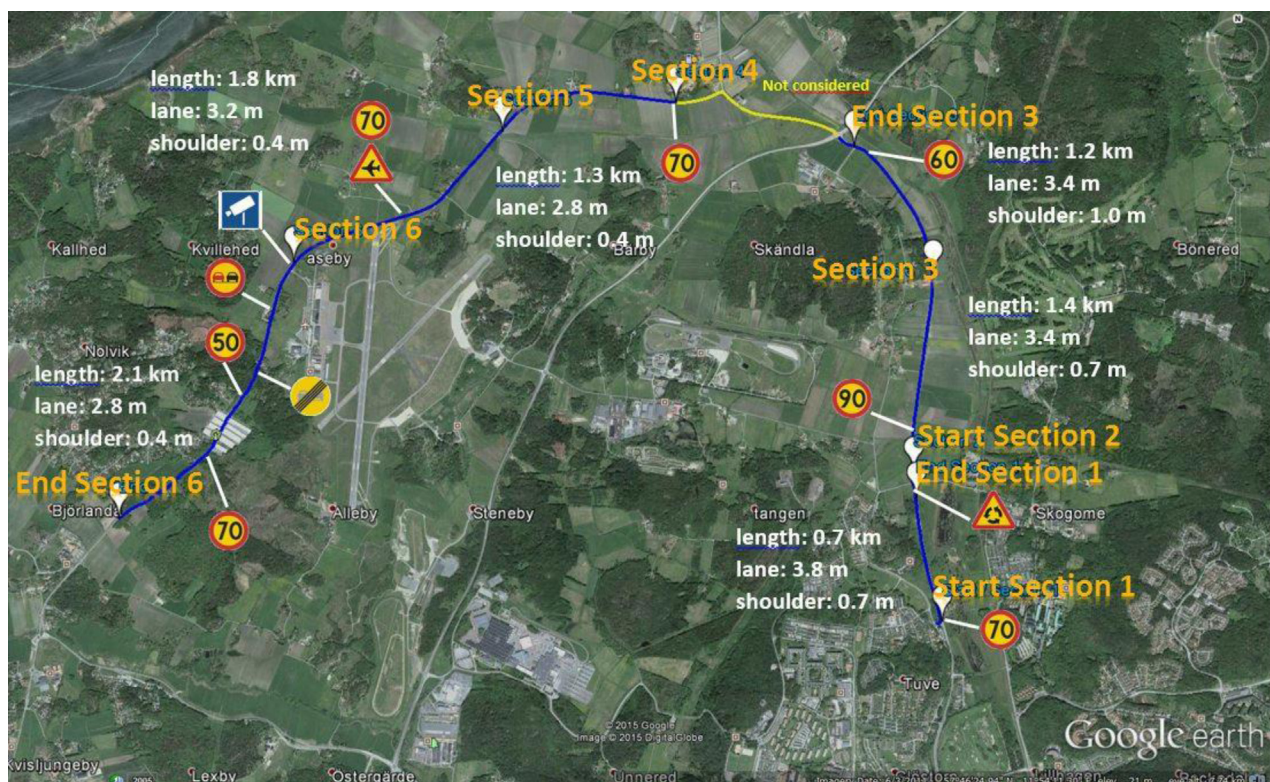 length: 1.8 km
lane: 3.2 m
shoulder: 0.4 m
70
Section 5
Section 4
Not considered
End Section 3
60
length: 1.2 km
lane: 3.4 m
shoulder: 1.0 m
70
length: 1.3 km
lane: 2.8 m
shoulder: 0.4 m
Section 6
Kallhed
Kvillehed
aseby
Bärby
Skändla
Bönered
Section 3
length: 1.4 km
lane: 3.4 m
shoulder: 0.7 m
50
Nolvik
length: 2.1 km
lane: 2.8 m
shoulder: 0.4 m
90
Start Section 2
End Section 1
End Section 6
Björlanda
70
Alleby
Steneby
tangen
Skogome
length: 0.7 km
lane: 3.8 m
shoulder: 0.7 m
Start Section 1
70
Tuve
© 2015 Google
Image © 2015 DigitalGlobe
Google earth
Kvisljungeby
2005
Lexby
Östergärde
Unnered